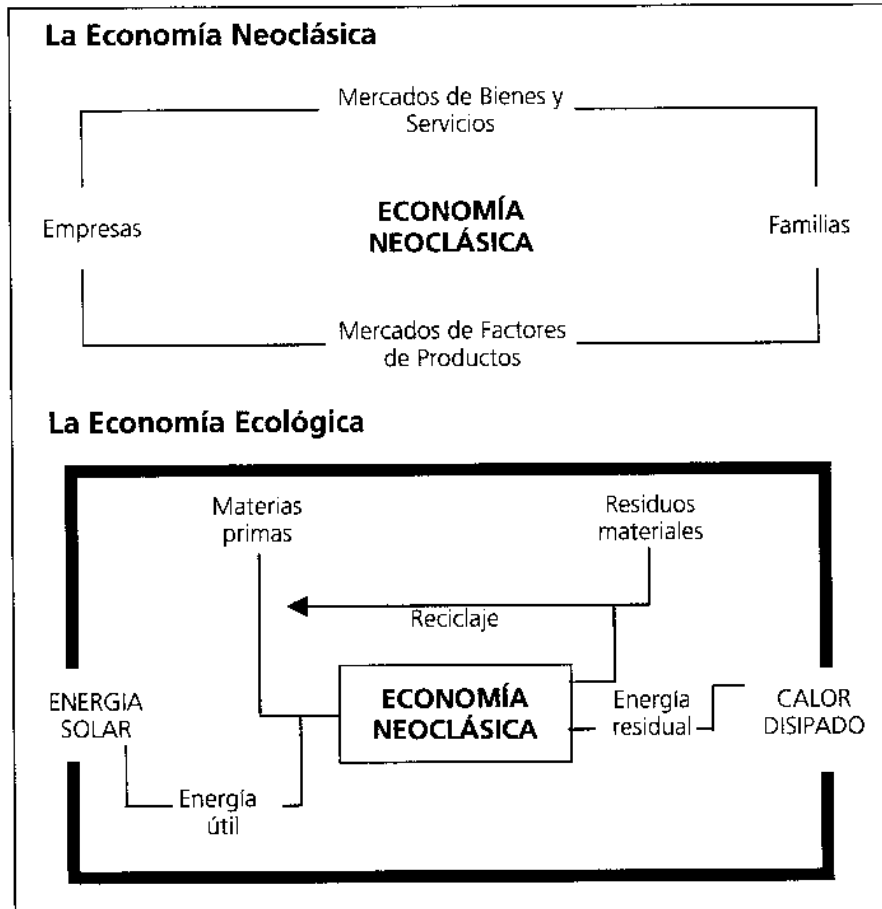 La Economía Neoclásica
Mercados de Bienes y
Servicios
Empresas
ECONOMÍA
NEOCLÁSICA
Familias
Mercados de Factores
de Productos
La Economía Ecológica
Materias
primas
Residuos
materiales
Reciclaje
ENERGIA
SOLAR
ECONOMÍA
NEOCLÁSICA
Energía
residual
CALOR
DISIPADO
Energía
útil